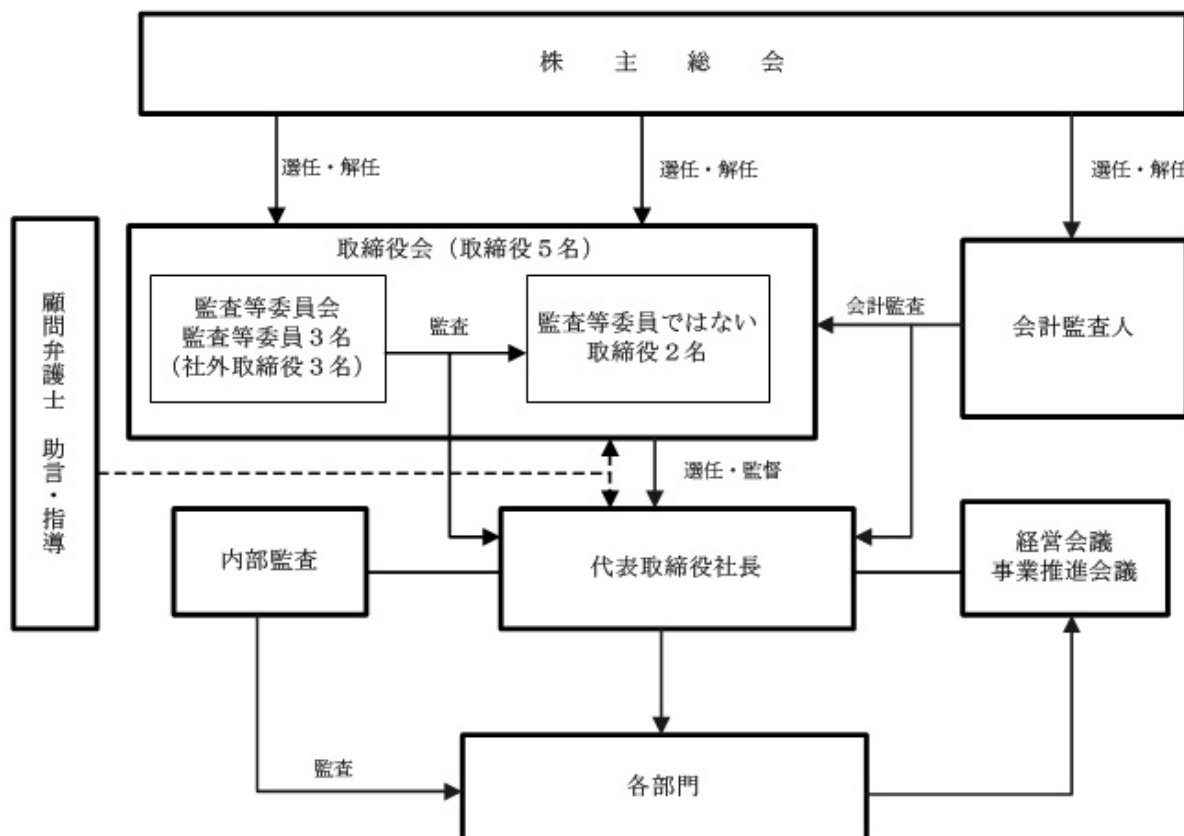 株 主 総 会
選任・解任
選任・解任
選任・解任
取締役会（取締役５名）
監査等委員会
監査等委員３名
（社外取締役３名）
監査
監査等委員ではない
取締役２名
会計監査
会計監査人
顧問弁護士 助言・指導
選任・監督
内部監査
代表取締役社長
経営会議
事業推進会議
監査
各部門